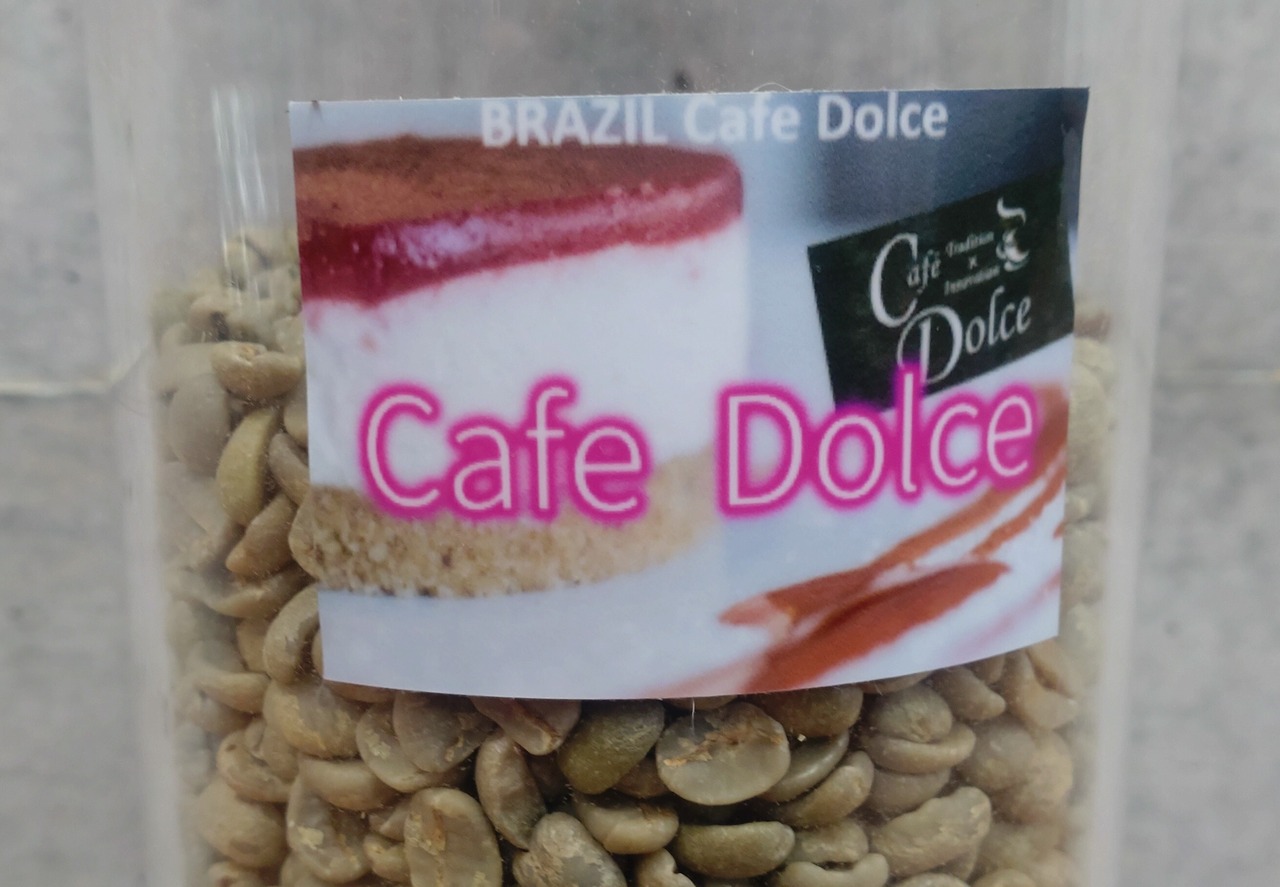 BRAZIL Cafe Dolce
Café
Tradition
×
Innovation
Dolce
Cafe Dolce